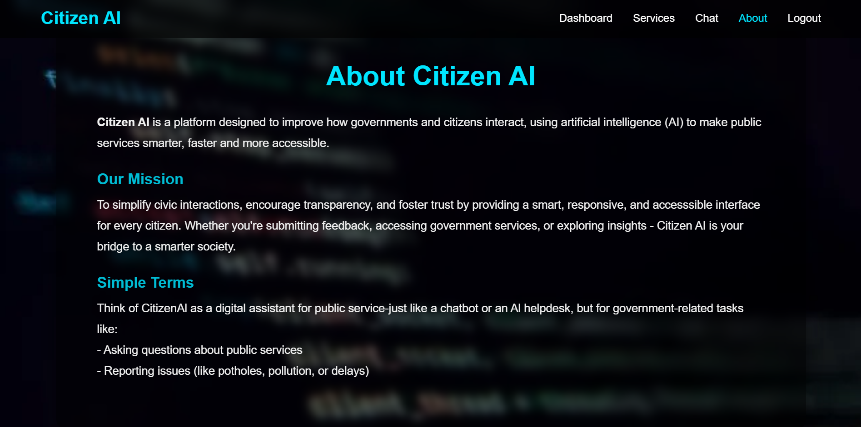 Citizen AI
Dashboard Services Chat About Logout
About Citizen AI
Citizen AI is a platform designed to improve how governments and citizens interact, using artificial intelligence (AI) to make public
services smarter, faster and more accessible.
Our Mission
To simplify civic interactions, encourage transparency, and foster trust by providing a smart, responsive, and accesssible interface
for every citizen. Whether you're submitting feedback, accessing government services, or exploring insights - Citizen AI is your
bridge to a smarter society.
Simple Terms
Think of CitizenAI as a digital assistant for public service-just like a chatbot or an AI helpdesk, but for government-related tasks
like:
- Asking questions about public services
- Reporting issues (like potholes, pollution, or delays)